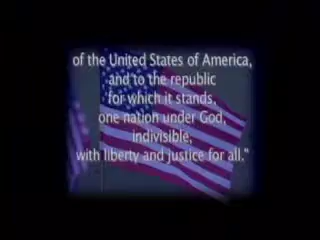 of the United States of America,
and to the republic
for which it stands,
one nation under God,
indivisible,
with liberty and justice for all."